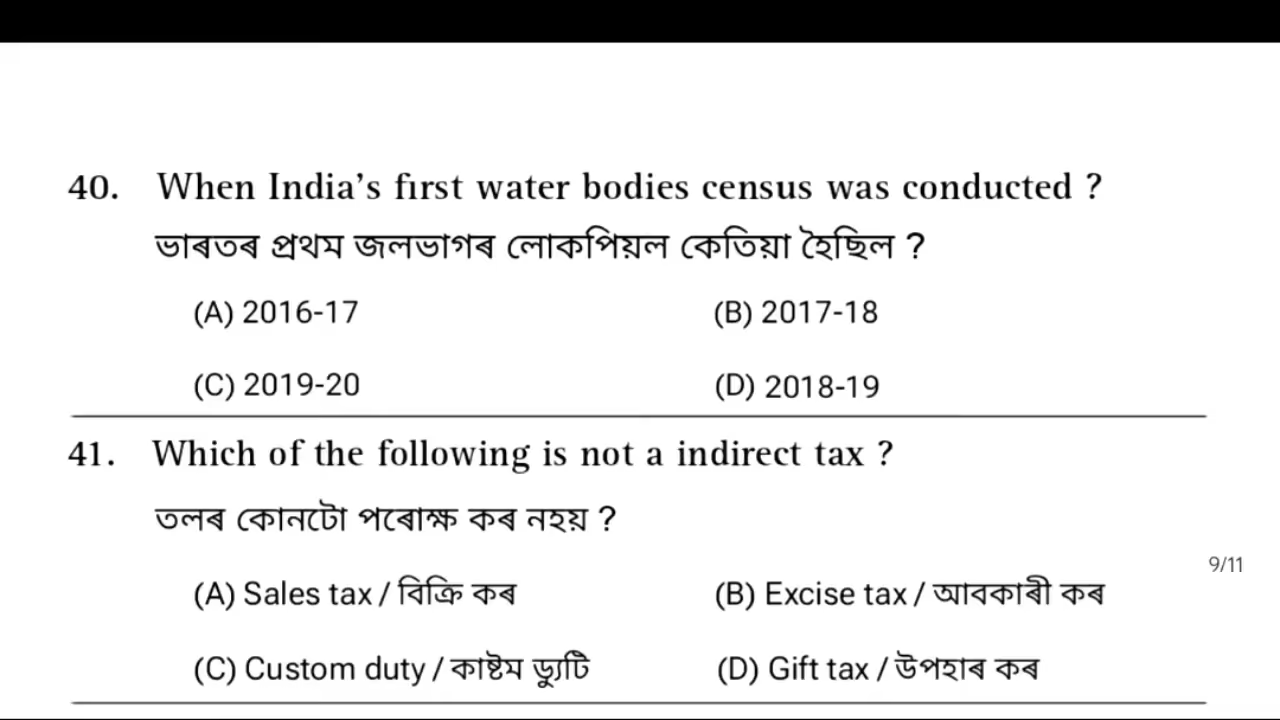 40. When India’s first water bodies census was conducted ?
ভাৰতৰ প্ৰথম জলভাগৰ লোকপিয়ল কেতিয়া হৈছিল ?
(A) 2016-17 (B) 2017-18
(C) 2019-20 (D) 2018-19
41. Which of the following is not a indirect tax ?
তলৰ কোনটো পৰোক্ষ কৰ নহয় ?
9/11
(A) Sales tax / বিক্ৰি কৰ (B) Excise tax / আবকাৰী কৰ
(C) Custom duty / কাষ্টম ড্যুটি (D) Gift tax / উপহাৰ কৰ